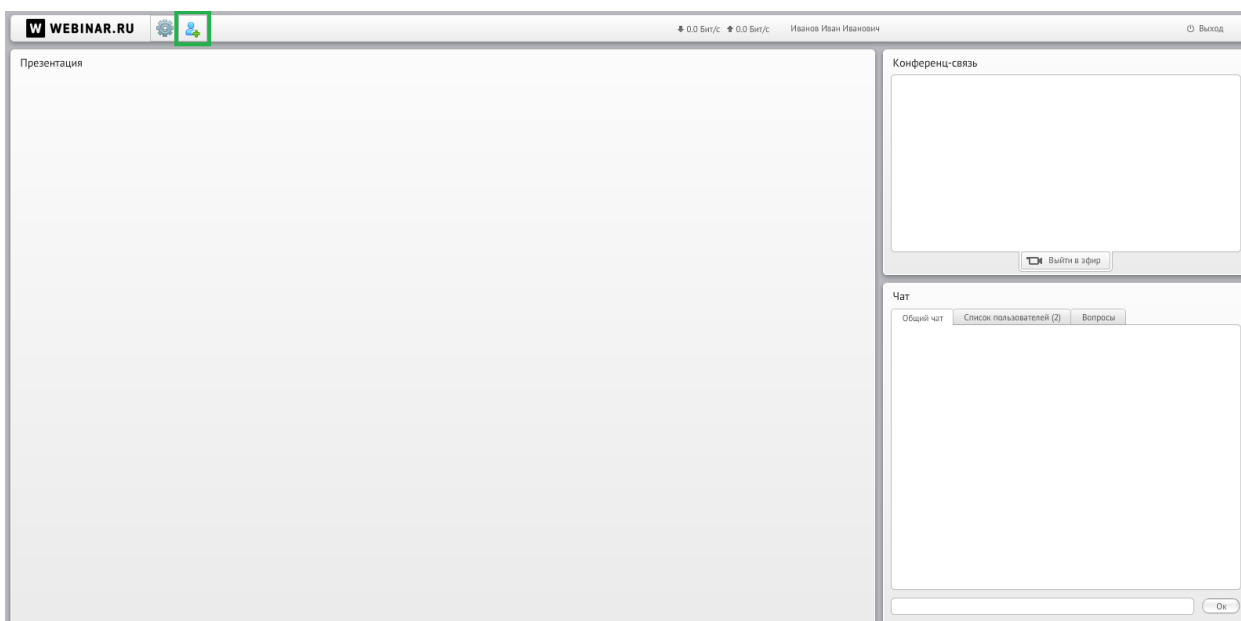 W WEBINAR.RU 0.0 Бит/с 0.0 Бит/с Иванов Иван Иванович Выход
Презентация
Конференц-связь
Выйти в эфир
Чат
Общий чат Список пользователей (2) Вопросы
Ок